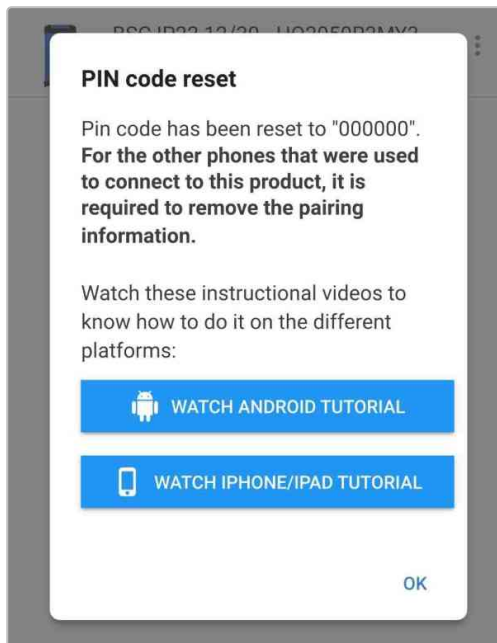 PIN code reset
Pin code has been reset to "000000".
For the other phones that were used
to connect to this product, it is
required to remove the pairing
information.
Watch these instructional videos to
know how to do it on the different
platforms:
WATCH ANDROID TUTORIAL
WATCH IPHONE/IPAD TUTORIAL
OK